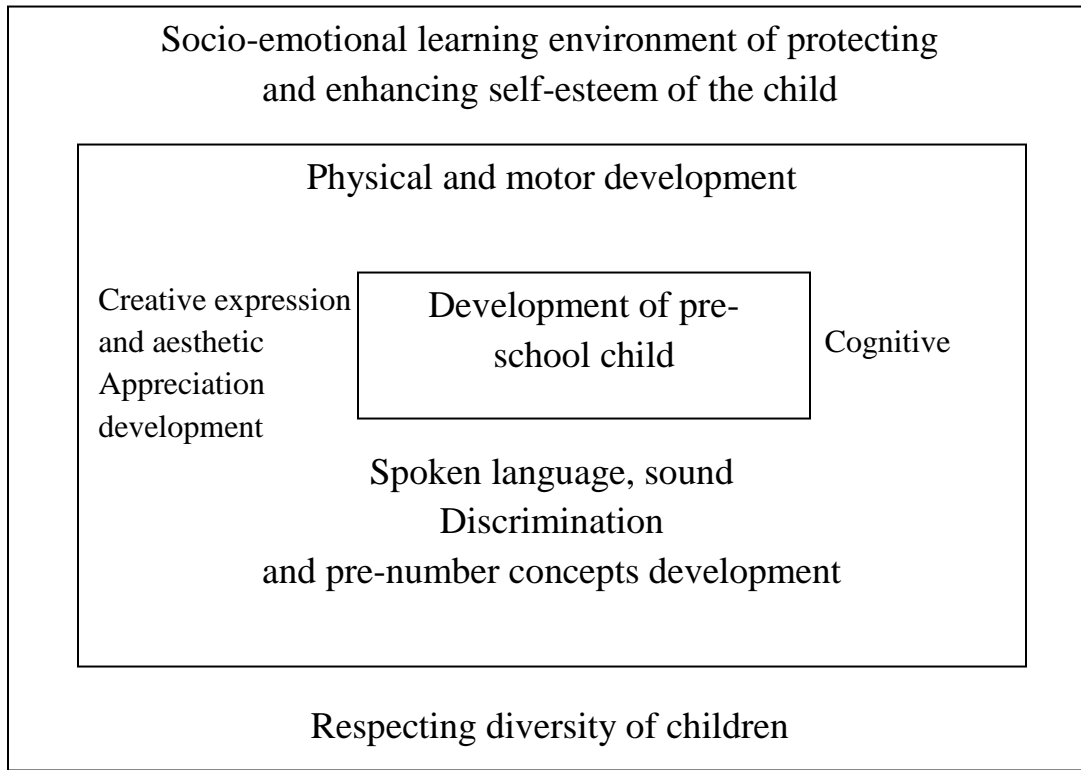 Socio-emotional learning environment of protecting
and enhancing self-esteem of the child
Physical and motor development
Creative expression
and aesthetic
Appreciation
development
Development of pre-
school child
Cognitive
Spoken language, sound
Discrimination
and pre-number concepts development
Respecting diversity of children